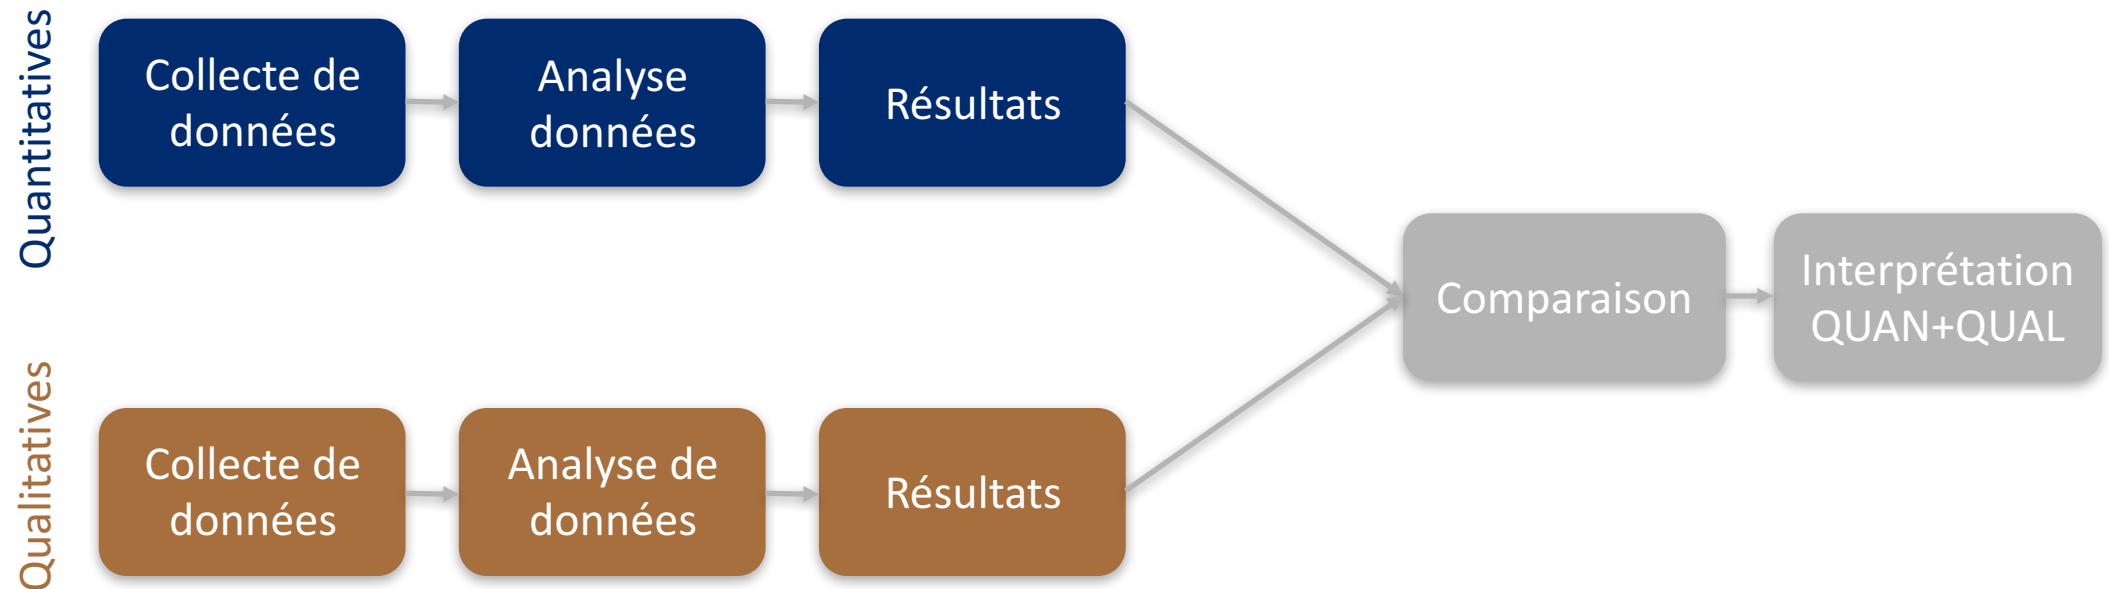 Quantitatives
Collecte de
données
Analyse
données
Résultats
Comparaison
Interprétation
QUAN+QUAL
Qualitatives
Collecte de
données
Analyse de
données
Résultats